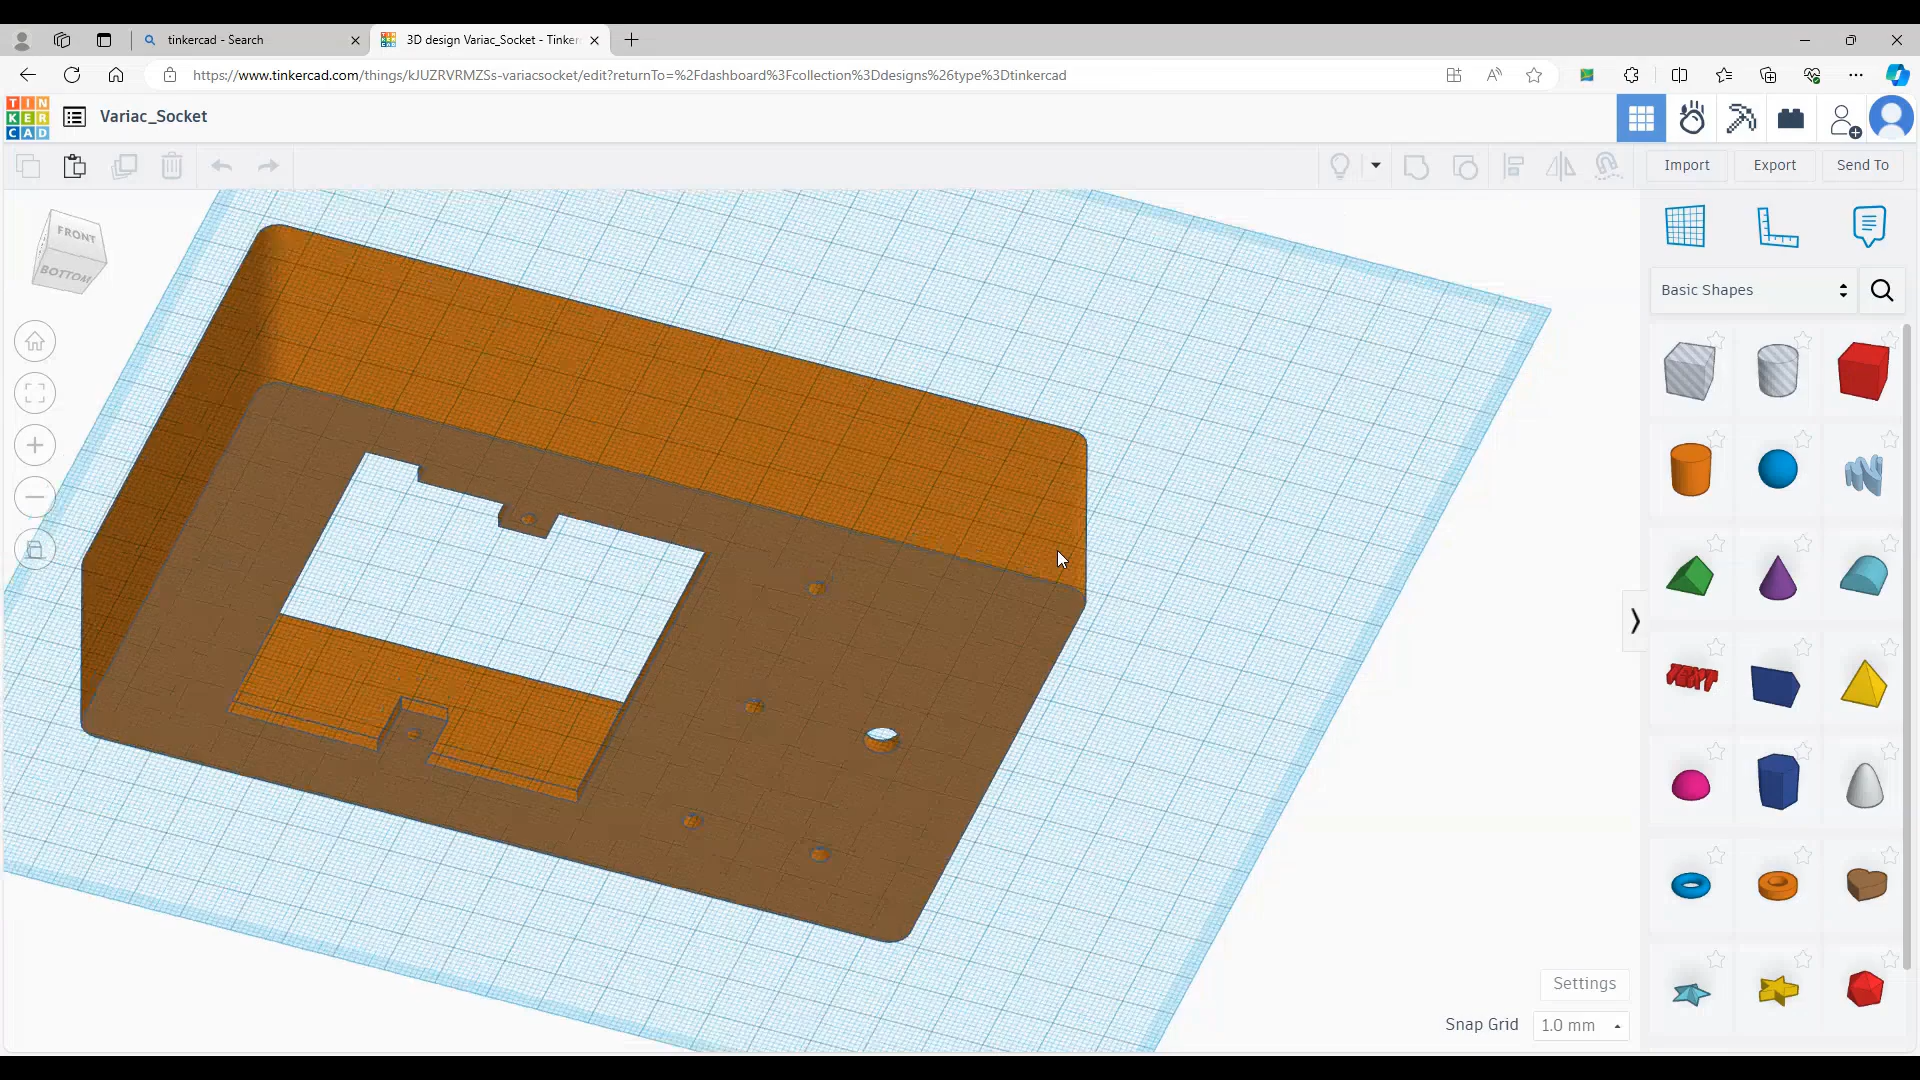 tinkercad - Search
3D design Variac_Socket - Tinker
https://www.tinkercad.com/things/kJUZRVRMZSs-variacsocket/edit?returnTo=%2Fdashboard%3Fcollection%3Ddesigns%26type%3Dtinkercad
TIN
KER
CAD
Variac_Socket
Import
Export
Send To
FRONT
BOTTOM
Basic Shapes
TEXT
Settings
Snap Grid
1.0 mm